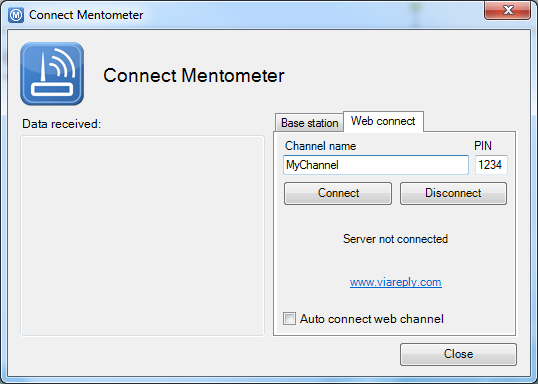 Connect Mentometer
Connect Mentometer
Data received:
Base station Web connect
Channel name PIN
MyChannel 1234
Connect Disconnect
Server not connected
www.viareply.com
Auto connect web channel
Close